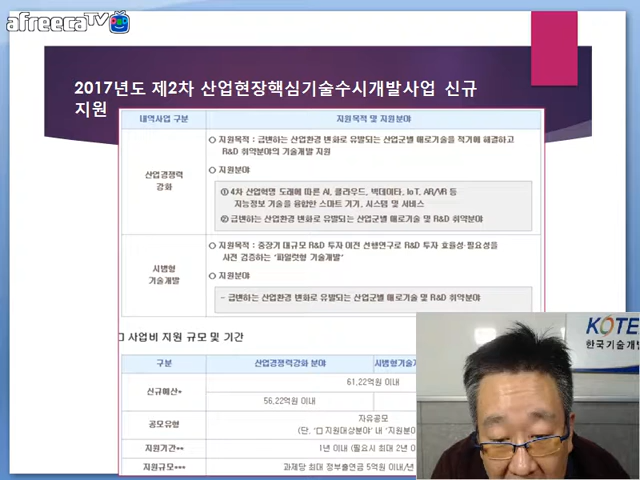 afreecaTV
2017년도 제2차 산업현장핵심기술수시개발사업 신규
지원
내역사업 구분
지원목적 및 지원분야
산업경쟁력
강화
○ 지원목적 : 급변하는 산업환경 변화로 유발되는 산업군별 애로기술을 적기에 해결하고
R&D 취약분야의 기술개발 지원
○ 지원분야
① 4차 산업혁명 도래에 따른 AI, 클라우드, 빅데이타, IoT, AR/VR 등
지능정보 기술을 융합한 스마트 기기, 시스템 및 서비스
② 급변하는 산업환경 변화로 유발되는 산업군별 애로기술 및 R&D 취약분야
시범형
기술개발
○ 지원목적 : 중장기 대규모 R&D 투자 이전 선행연구로 R&D 투자 효율성·필요성을
사전 검증하는 '파일럿형 기술개발'
○ 지원분야
- 급변하는 산업환경 변화로 유발되는 산업군별 애로기술 및 R&D 취약분야
□ 사업비 지원 규모 및 기간
구분
산업경쟁력강화 분야
시범형기술
신규예산*
61.22억원 이내
56.22억원 이내
공모유형
자유공모
(단, "□ 지원대상분야" 내 '지원분
지원기간**
1년 이내 (필요시 최대 2년
지원규모***
과제당 최대 정부출연금 5억원 이내/년
KOTE
한국기술개